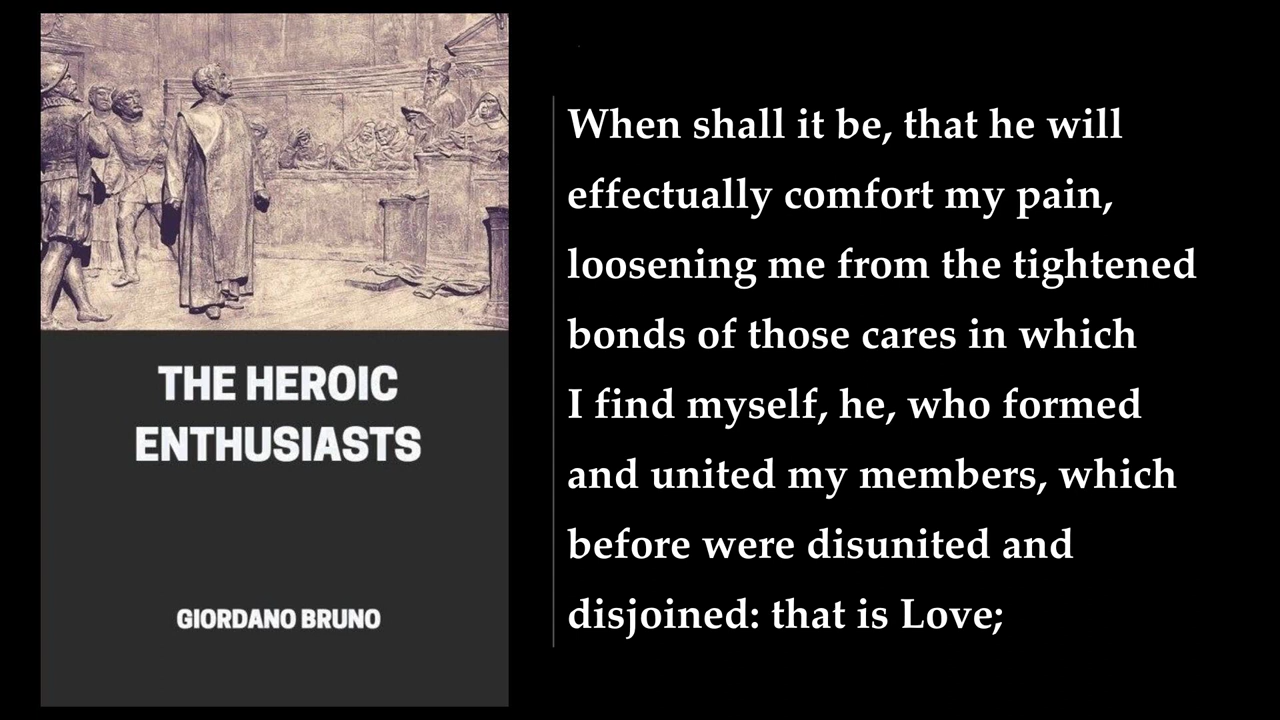 THE HEROIC
ENTHUSIASTS
GIORDANO BRUNO
When shall it be, that he will
effectually comfort my pain,
loosening me from the tightened
bonds of those cares in which
I find myself, he, who formed
and united my members, which
before were disunited and
disjoined: that is Love;